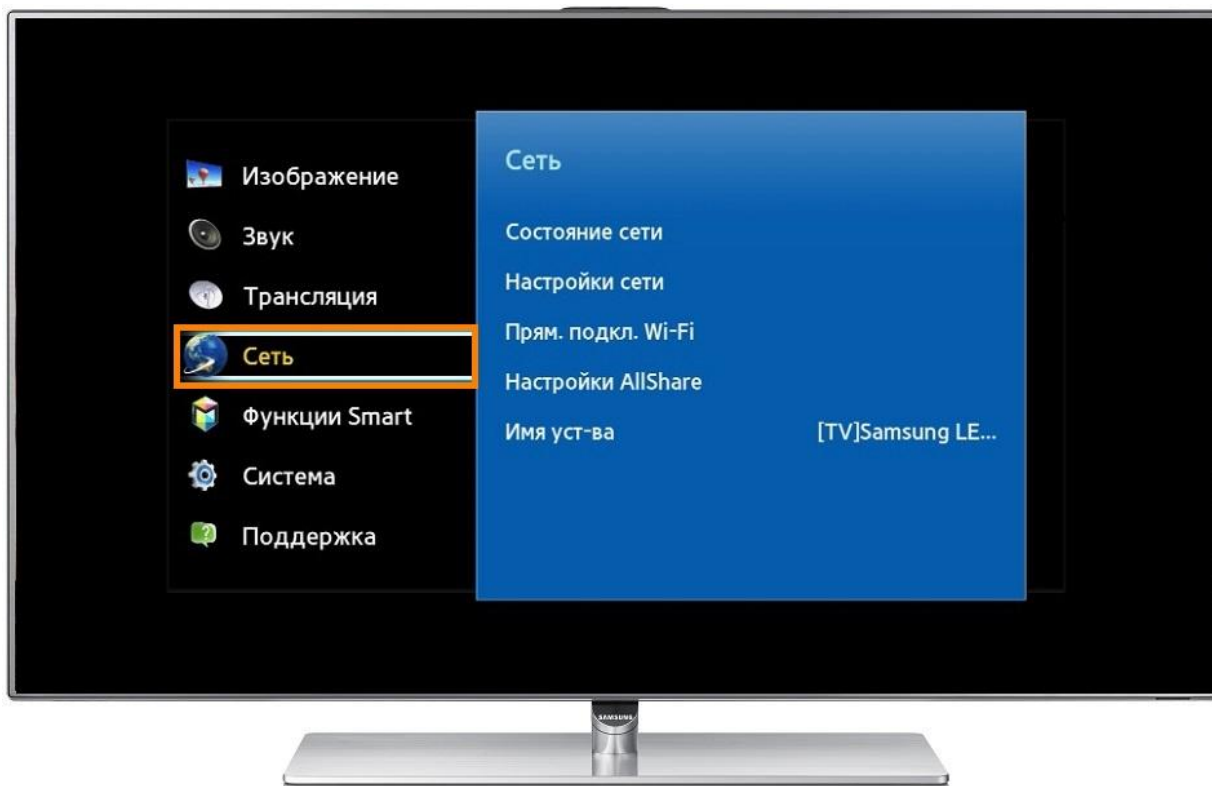 Изображение
Звук
Трансляция
Сеть
Функции Smart
Система
Поддержка
Сеть
Состояние сети
Настройки сети
Прям. подкл. Wi-Fi
Настройки AllShare
Имя уст-ва [TV]Samsung LE...
SAMSUNG